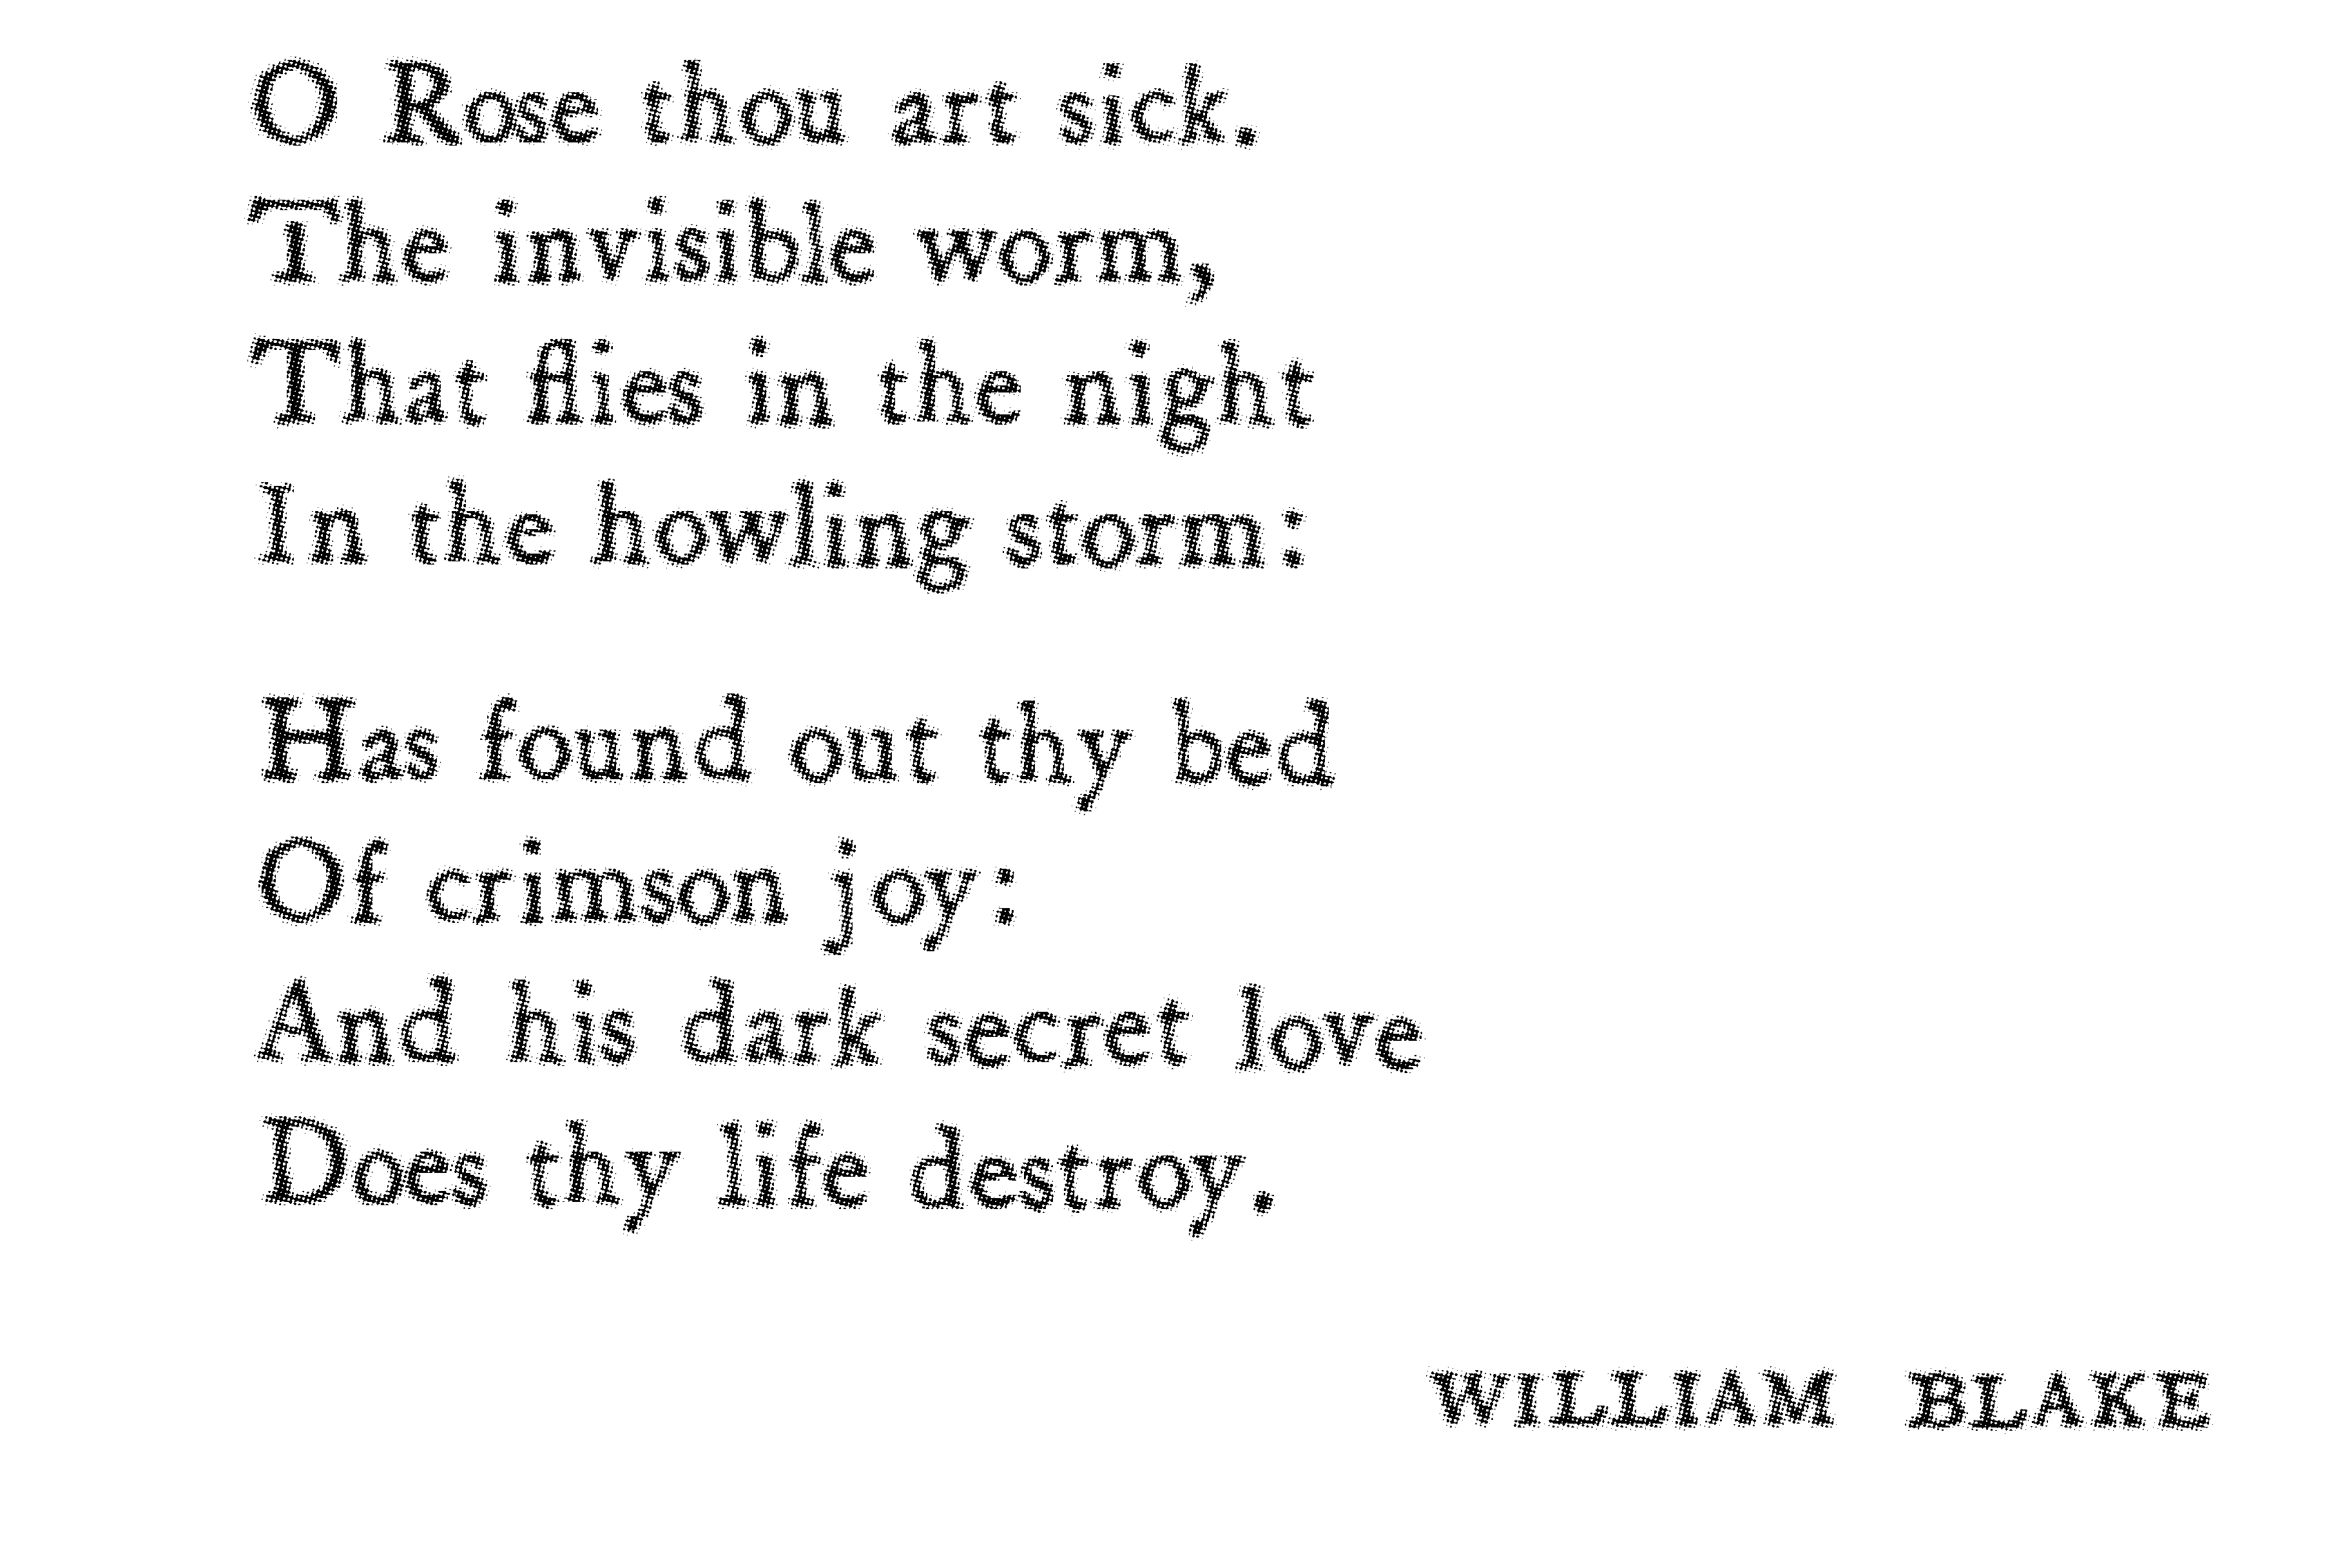 O Rose thou art sick.
The invisible worm,
That flies in the night
In the howling storm:
Has found out thy bed
Of crimson joy:
And his dark secret love
Does thy life destroy.
WILLIAM BLAKE